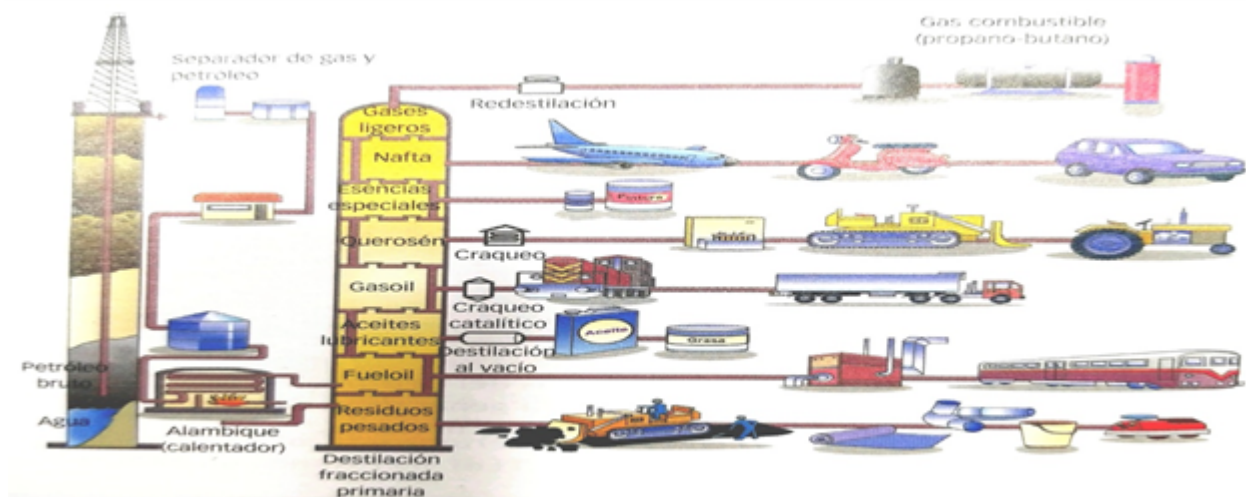 Gas combustible
(propano-butano)
Separador de gas y
petróleo
Redestilación
Gases
ligeros
Nafta
Esencias
especiales
Pintura
Querosén
Craqueo
Gasoil
Craqueo
catalítico
Aceites
lubricantes
Aceite
Grasa
Destilación
al vacío
Petróleo
bruto
Fueloil
Agua
Residuos
pesados
Alambique
(calentador)
Destilación
fraccionada
primaria